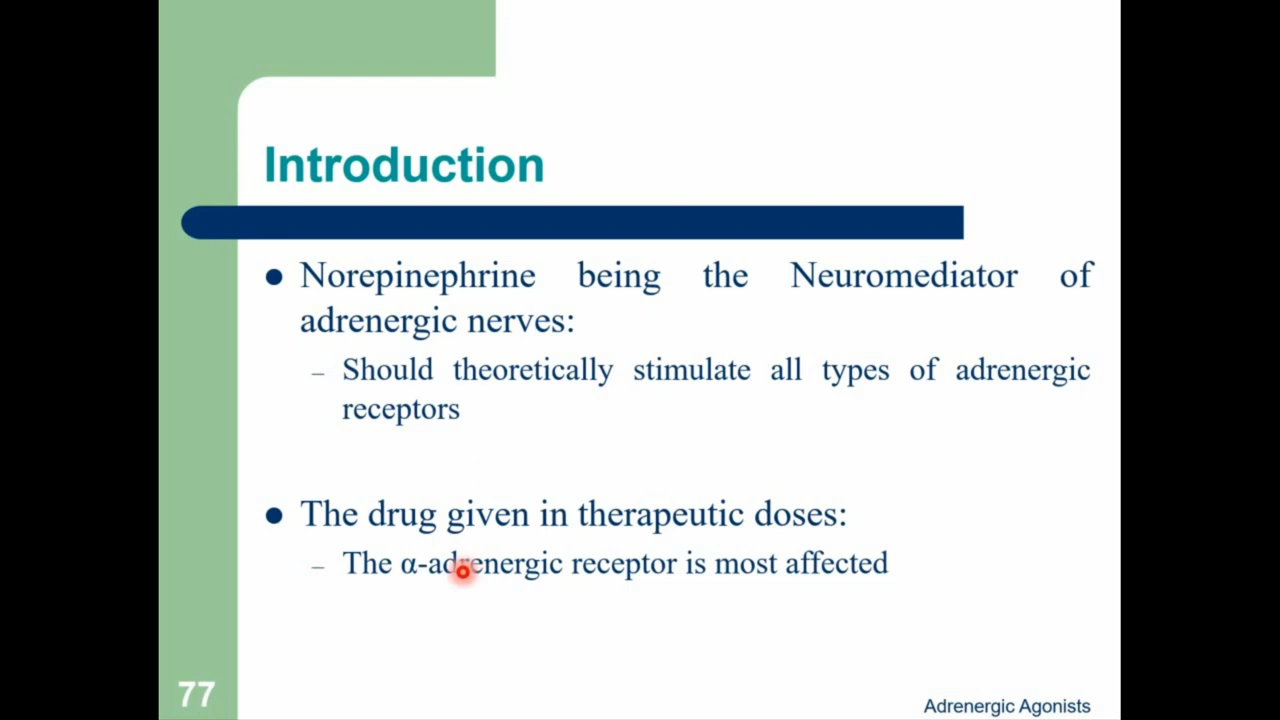 Introduction
Norepinephrine being the Neuromediator of
adrenergic nerves:
– Should theoretically stimulate all types of adrenergic
receptors
The drug given in therapeutic doses:
– The α-adrenergic receptor is most affected
77
Adrenergic Agonists